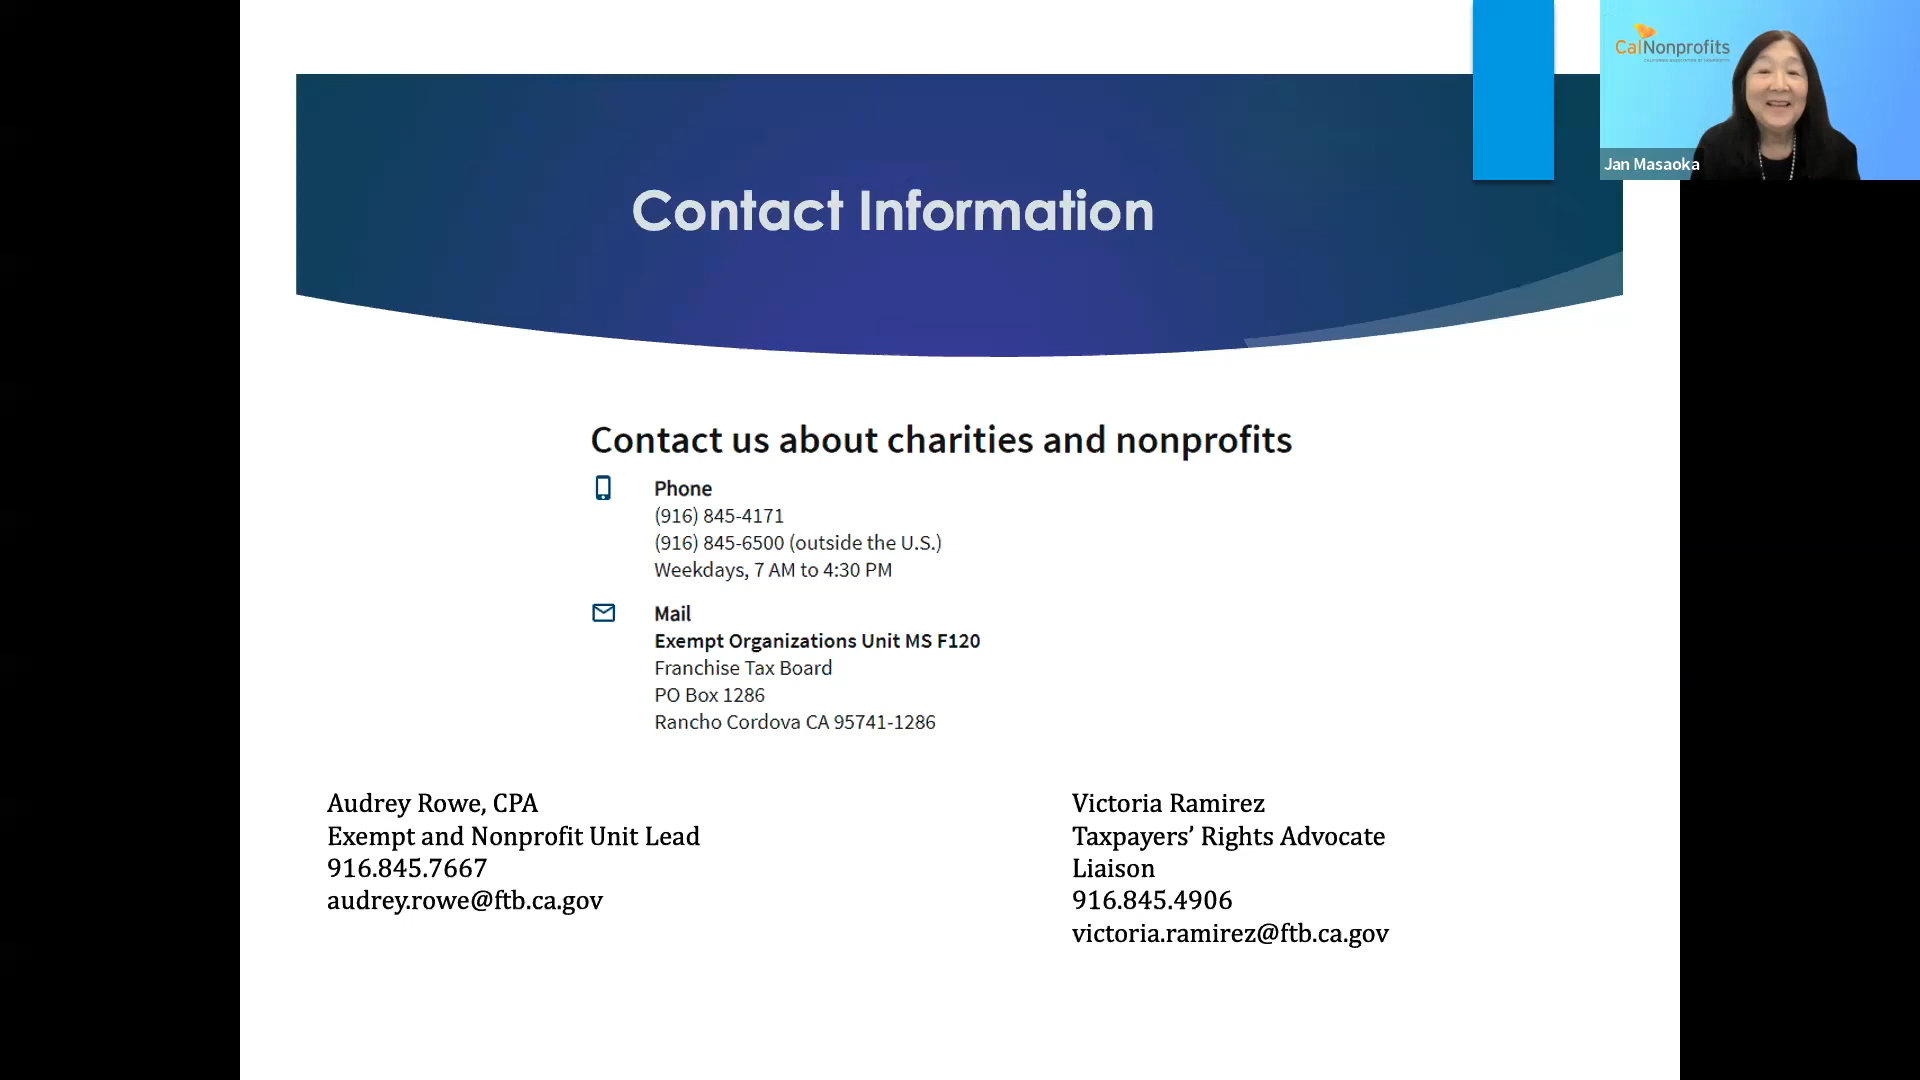 CalNonprofits
Jan Masaoka
Contact Information
Contact us about charities and nonprofits
Phone
(916) 845-4171
(916) 845-6500 (outside the U.S.)
Weekdays, 7 AM to 4:30 PM
Mail
Exempt Organizations Unit MS F120
Franchise Tax Board
PO Box 1286
Rancho Cordova CA 95741-1286
Audrey Rowe, CPA
Exempt and Nonprofit Unit Lead
916.845.7667
audrey.rowe@ftb.ca.gov
Victoria Ramirez
Taxpayers’ Rights Advocate
Liaison
916.845.4906
victoria.ramirez@ftb.ca.gov